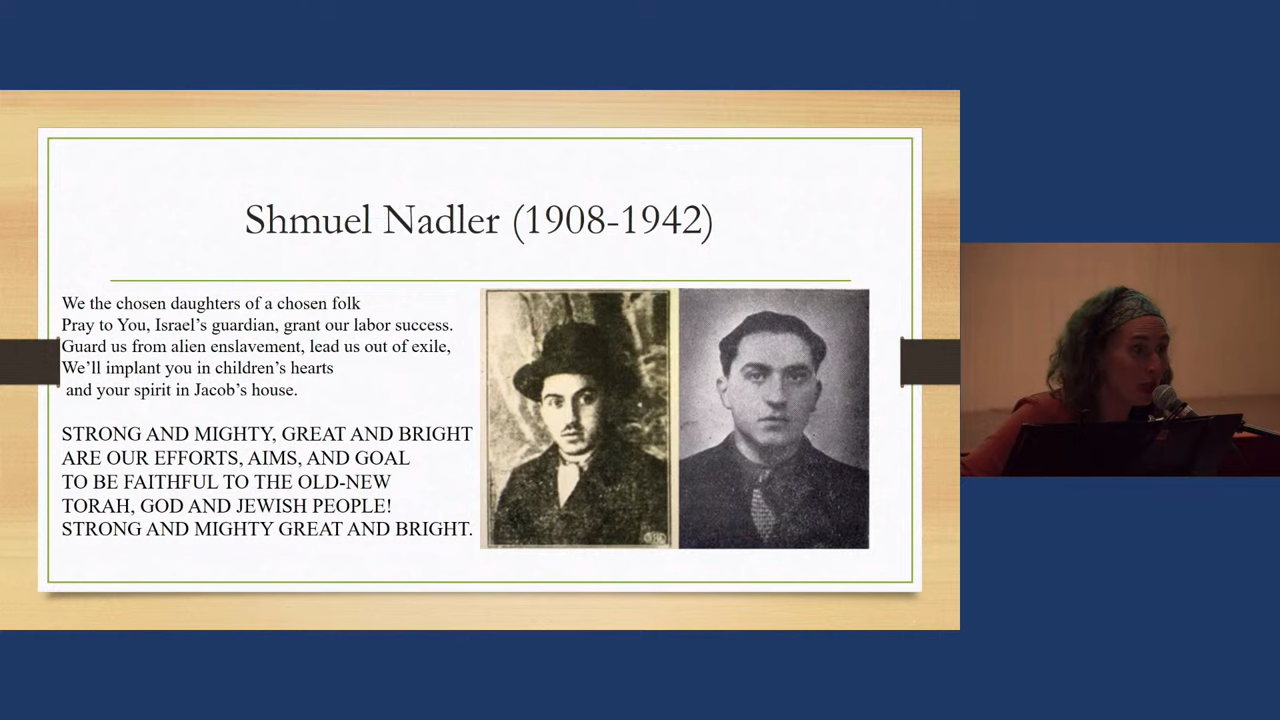 Shmuel Nadler (1908-1942)
We the chosen daughters of a chosen folk
Pray to You, Israel’s guardian, grant our labor success.
Guard us from alien enslavement, lead us out of exile,
We’ll implant you in children’s hearts
and your spirit in Jacob’s house.
STRONG AND MIGHTY, GREAT AND BRIGHT
ARE OUR EFFORTS, AIMS, AND GOAL
TO BE FAITHFUL TO THE OLD-NEW
TORAH, GOD AND JEWISH PEOPLE!
STRONG AND MIGHTY GREAT AND BRIGHT.